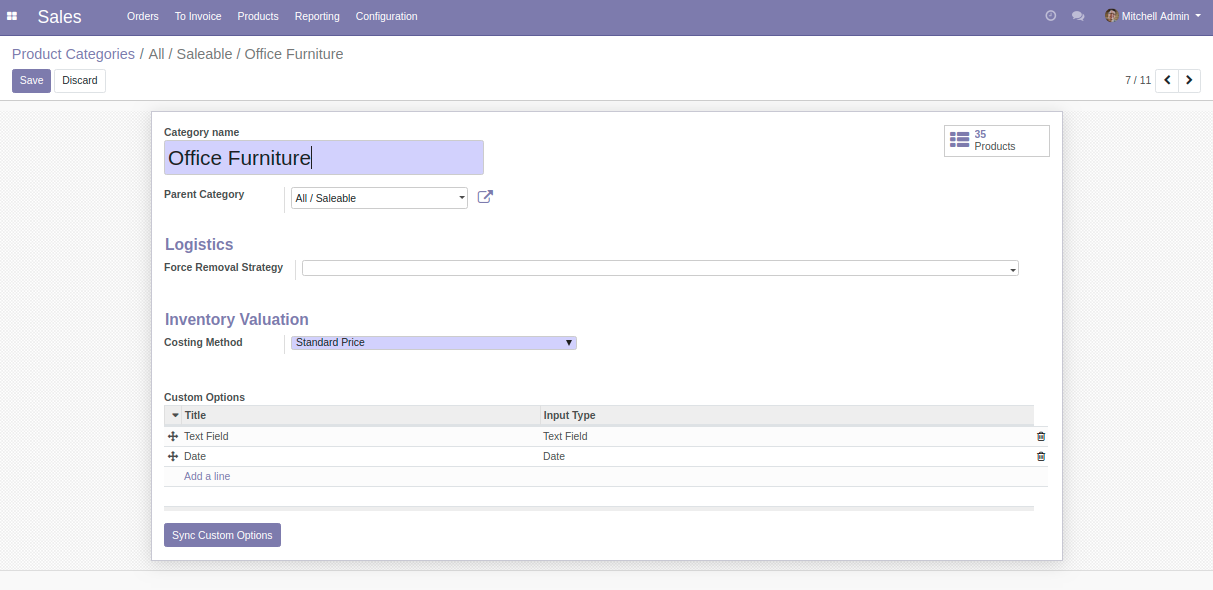 Sales Orders To Invoice Products Reporting Configuration Mitchell Admin
Product Categories / All / Saleable / Office Furniture
Save Discard 7 / 11
Category name
35
Products
Office Furniture
Parent Category All / Saleable
Logistics
Force Removal Strategy
Inventory Valuation
Costing Method Standard Price
Custom Options
Title Input Type
Text Field Text Field
Date Date
Add a line
Sync Custom Options